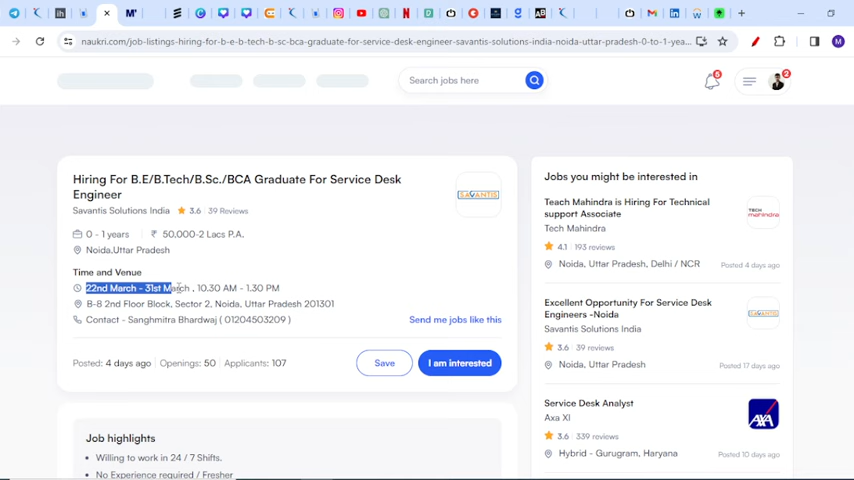 naukri.com/job-listings-hiring-for-b-e-b-tech-b-sc-bca-graduate-for-service-desk-engineer-savantis-solutions-india-noida-uttar-pradesh-0-to-1-yea...
M
Search jobs here
5
2
Hiring For B.E/B.Tech/B.Sc./BCA Graduate For Service Desk
Engineer
SAVANTIS
Savantis Solutions India
3.6
39 Reviews
0 - 1 years
₹ 50,000-2 Lacs P.A.
Noida,Uttar Pradesh
Time and Venue
22nd March - 31st March , 10.30 AM - 1.30 PM
B-8 2nd Floor Block, Sector 2, Noida, Uttar Pradesh 201301
Contact - Sanghmitra Bhardwaj ( 01204503209 )
Send me jobs like this
Posted: 4 days ago
Openings: 50
Applicants: 107
Save
I am interested
Job highlights
Willing to work in 24 / 7 Shifts.
No Experience required / Fresher
Jobs you might be interested in
Teach Mahindra is Hiring For Technical
support Associate
Tech Mahindra
TECH
mahindra
4.1
193 reviews
Noida, Uttar Pradesh, Delhi / NCR
Posted 4 days ago
Excellent Opportunity For Service Desk
Engineers -Noida
Savantis Solutions India
SAVANTIS
3.6
39 reviews
Noida, Uttar Pradesh
Posted 17 days ago
Service Desk Analyst
Axa Xl
AXA
3.6
339 reviews
Hybrid - Gurugram, Haryana
Posted 10 days ago